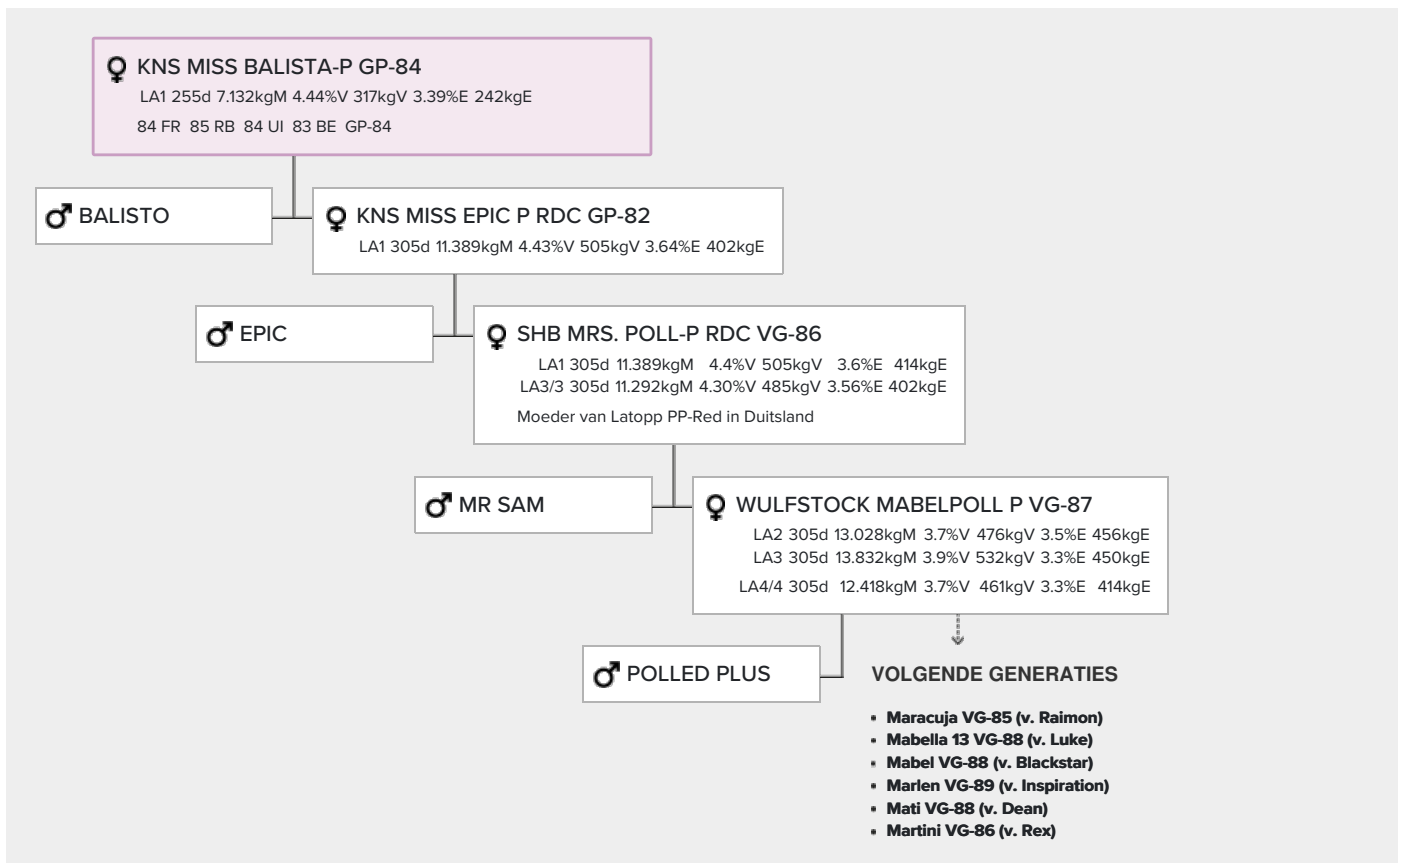 KNS MISS BALISTA-P GP-84
LA1 255d 7.132kgM 4.44%V 317kgV 3.39%E 242kgE
84 FR 85 RB 84 UI 83 BE GP-84
BALISTO
KNS MISS EPIC P RDC GP-82
LA1 305d 11.389kgM 4.43%V 505kgV 3.64%E 402kgE
EPIC
SHB MRS. POLL-P RDC VG-86
LA1 305d 11.389kgM 4.4%V 505kgV 3.6%E 414kgE
LA3/3 305d 11.292kgM 4.30%V 485kgV 3.56%E 402kgE
Moeder van Latopp PP-Red in Duitsland
MR SAM
WULFSTOCK MABELPOLL P VG-87
LA2 305d 13.028kgM 3.7%V 476kgV 3.5%E 456kgE
LA3 305d 13.832kgM 3.9%V 532kgV 3.3%E 450kgE
LA4/4 305d 12.418kgM 3.7%V 461kgV 3.3%E 414kgE
POLLED PLUS
VOLGENDE GENERATIES
• Maracuja VG-85 (v. Raimon)
• Mabella 13 VG-88 (v. Luke)
• Mabel VG-88 (v. Blackstar)
• Marlen VG-89 (v. Inspiration)
• Mati VG-88 (v. Dean)
• Martini VG-86 (v. Rex)